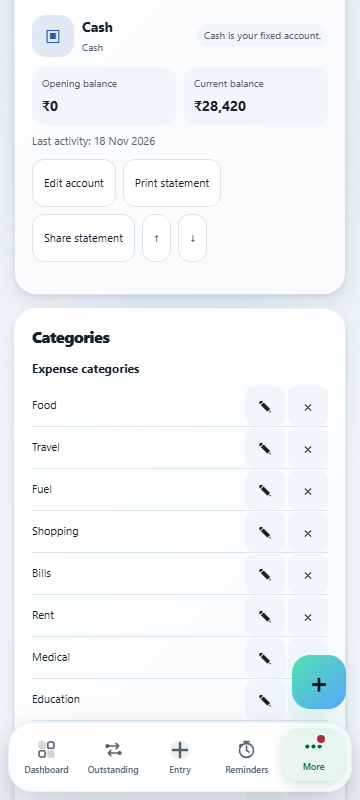 Cash
Cash
Cash is your fixed account.
Opening balance
₹0
Current balance
₹28,420
Last activity: 18 Nov 2026
Edit account
Print statement
Share statement
↑
↓
Categories
Expense categories
Food
×
Travel
×
Fuel
×
Shopping
×
Bills
×
Rent
×
Medical
Education
+
Dashboard
Outstanding
Entry
Reminders
More